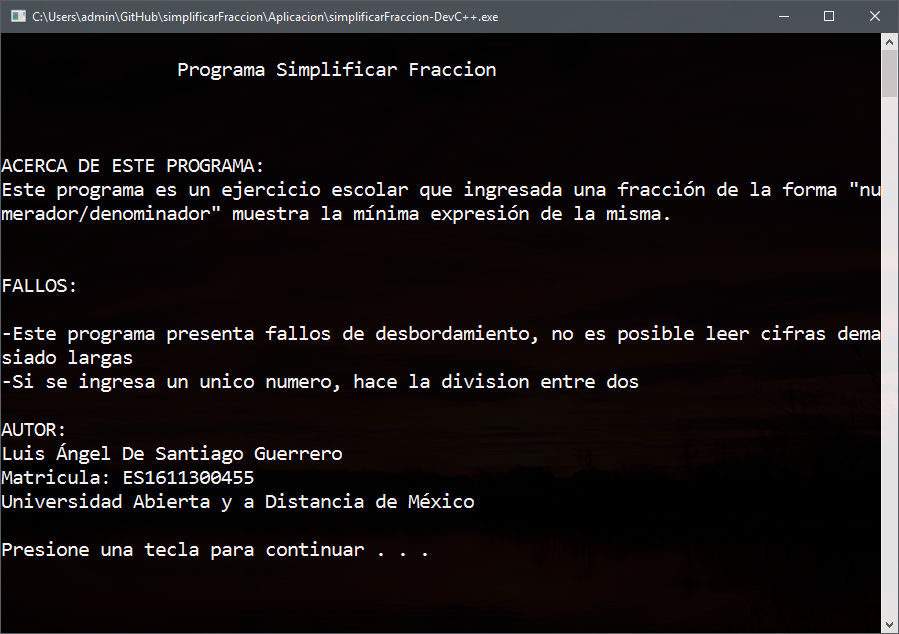 C:\Users\admin\GitHub\simplificarFraccion\Aplicacion\simplificarFraccion-DevC++.exe
Programa Simplificar Fraccion
ACERCA DE ESTE PROGRAMA:
Este programa es un ejercicio escolar que ingresada una fracción de la forma "nu
merador/denominador" muestra la mínima expresión de la misma.
FALLOS:
-Este programa presenta fallos de desbordamiento, no es posible leer cifras dema
siado largas
-Si se ingresa un unico numero, hace la division entre dos
AUTOR:
Luis Ángel De Santiago Guerrero
Matricula: ES1611300455
Universidad Abierta y a Distancia de México
Presione una tecla para continuar . . .